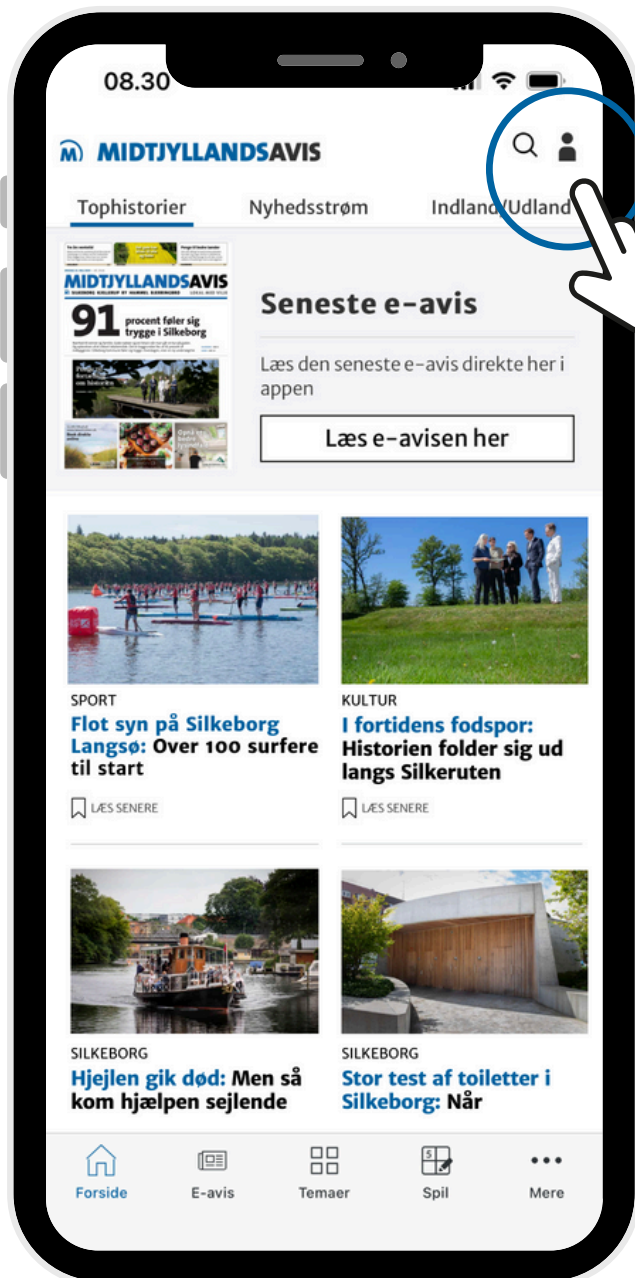 08.30
MIDTJYLLANDSAVIS
Tophistorier Nyhedsstrøm Indland/Udland
MIDTJYLLANDSAVIS
91 procent føler sig
trygge i Silkeborg
Seneste e-avis
Læs den seneste e-avis direkte her i
appen
Læs e-avisen her
SPORT
Flot syn på Silkeborg
Langsø: Over 100 surfere
til start
LÆS SENERE
KULTUR
I fortidens fodspor:
Historien folder sig ud
langs Silkeruten
LÆS SENERE
SILKEBORG
Hjejlen gik død: Men så
kom hjælpen sejlende
SILKEBORG
Stor test af toiletter i
Silkeborg: Når
Forside E-avis Temaer Spil Mere